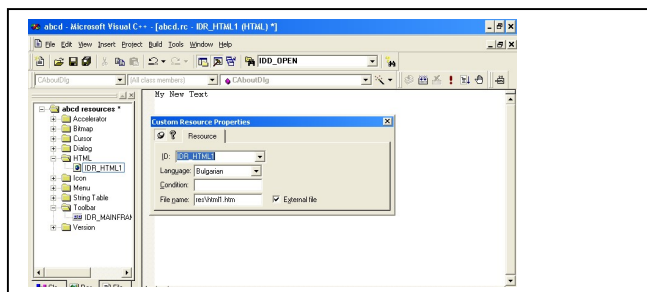 abcd - Microsoft Visual C++ - [abcd.rc - IDR_HTML1 (HTML) *]
File Edit View Insert Project Build Tools Window Help
IDD_OPEN
CAboutDlg (All class members) CAboutDlg
My New Text
abcd resources *
Accelerator
Bitmap
Cursor
Dialog
HTML
IDR_HTML1
Icon
Menu
String Table
Toolbar
IDR_MAINFRAM
Version
Custom Resource Properties
Resource
ID: IDR_HTML1
Language: Bulgarian
Condition:
File name: res\html1.htm External file